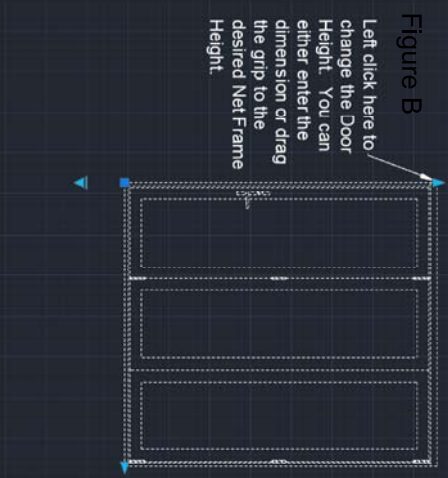 Figure B
Left click here to
change the Door
Height. You can
either enter the
dimension or drag
the grip to the
desired Net Frame
Height.